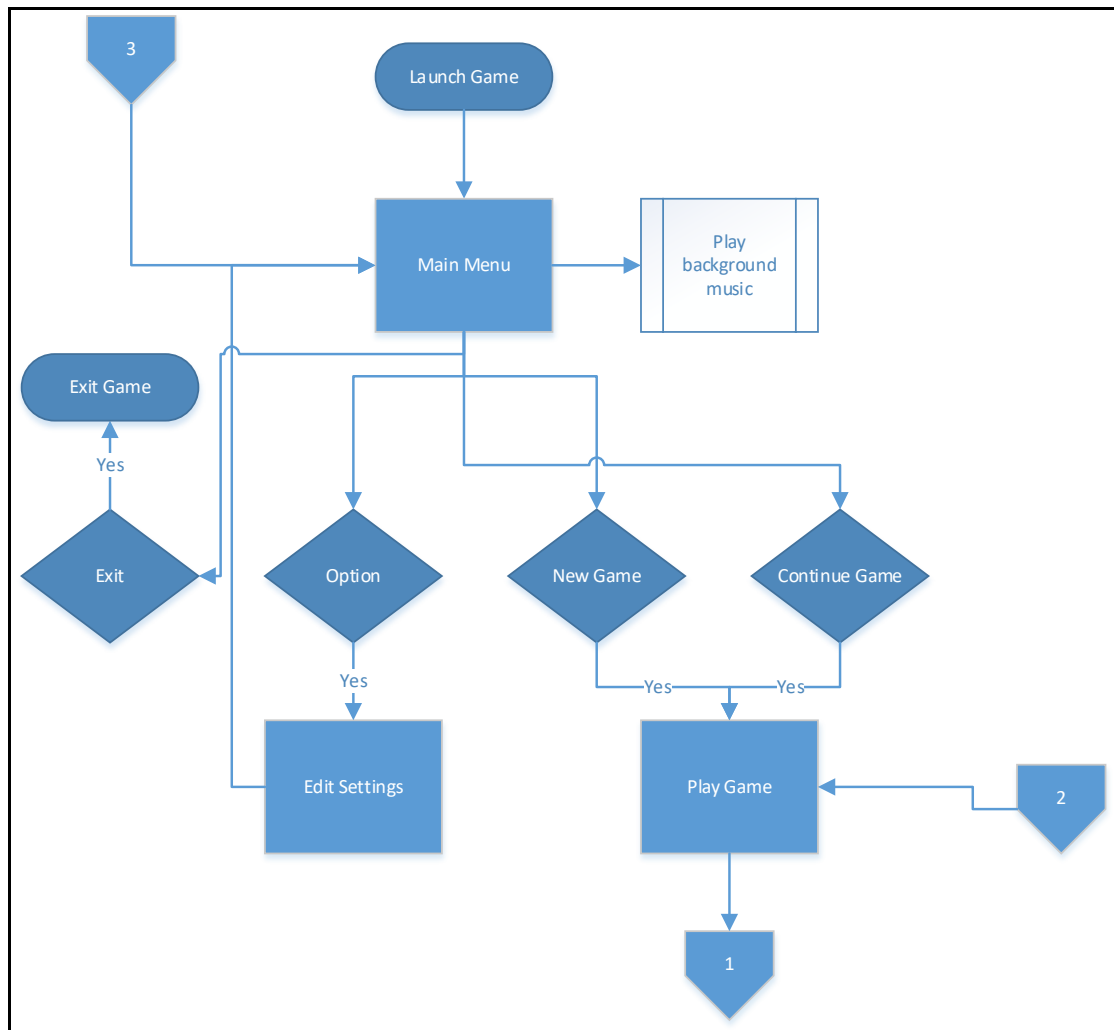 3
Launch Game
Main Menu
Play
background
music
Exit Game
Yes
Exit
Option
New Game
Continue Game
Yes
Yes
Yes
Edit Settings
Play Game
2
1